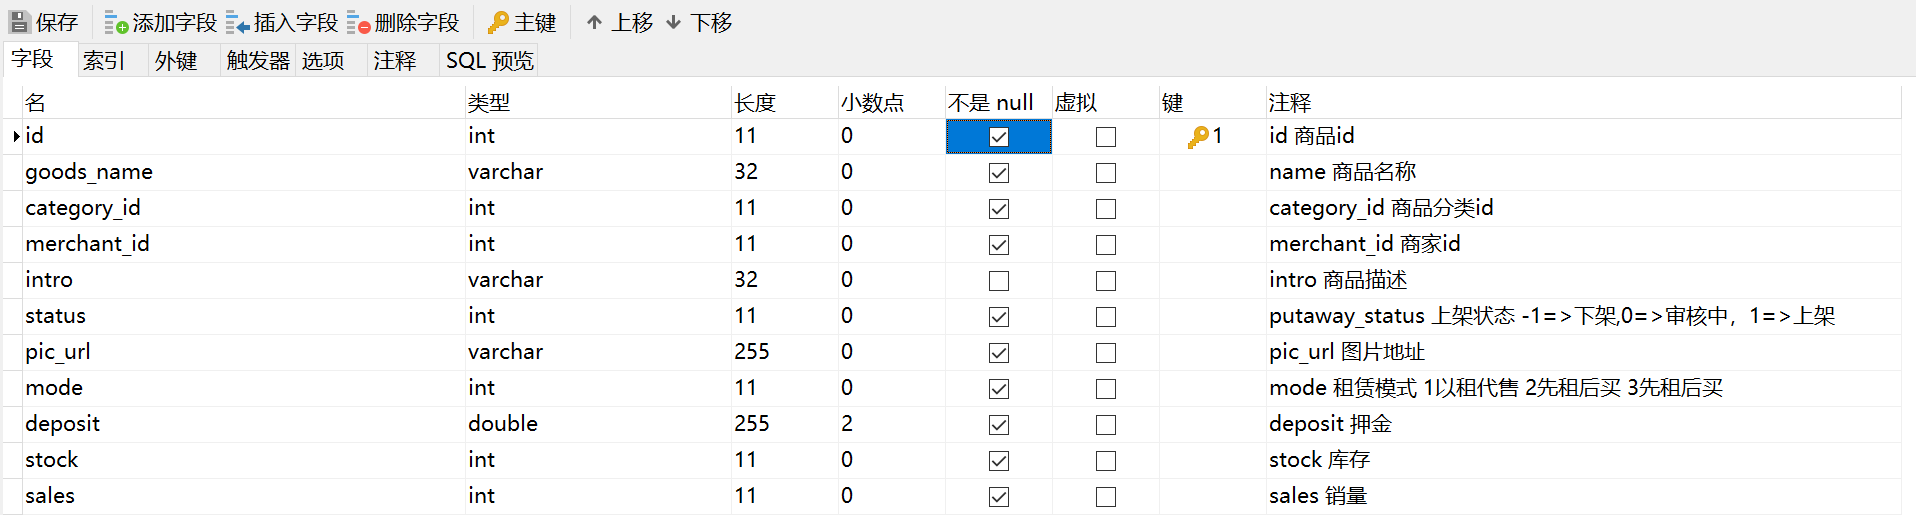 保存 添加字段 插入字段 删除字段 主键 上移 下移
字段 索引 外键 触发器 选项 注释 SQL 预览
名 类型 长度 小数点 不是 null 虚拟 键 注释
id int 11 0 1 id 商品id
goods_name varchar 32 0 name 商品名称
category_id int 11 0 category_id 商品分类id
merchant_id int 11 0 merchant_id 商家id
intro varchar 32 0 intro 商品描述
status int 11 0 putaway_status 上架状态 -1=>下架,0=>审核中，1=>上架
pic_url varchar 255 0 pic_url 图片地址
mode int 11 0 mode 租赁模式 1以租代售 2先租后买 3先租后买
deposit double 255 2 deposit 押金
stock int 11 0 stock 库存
sales int 11 0 sales 销量